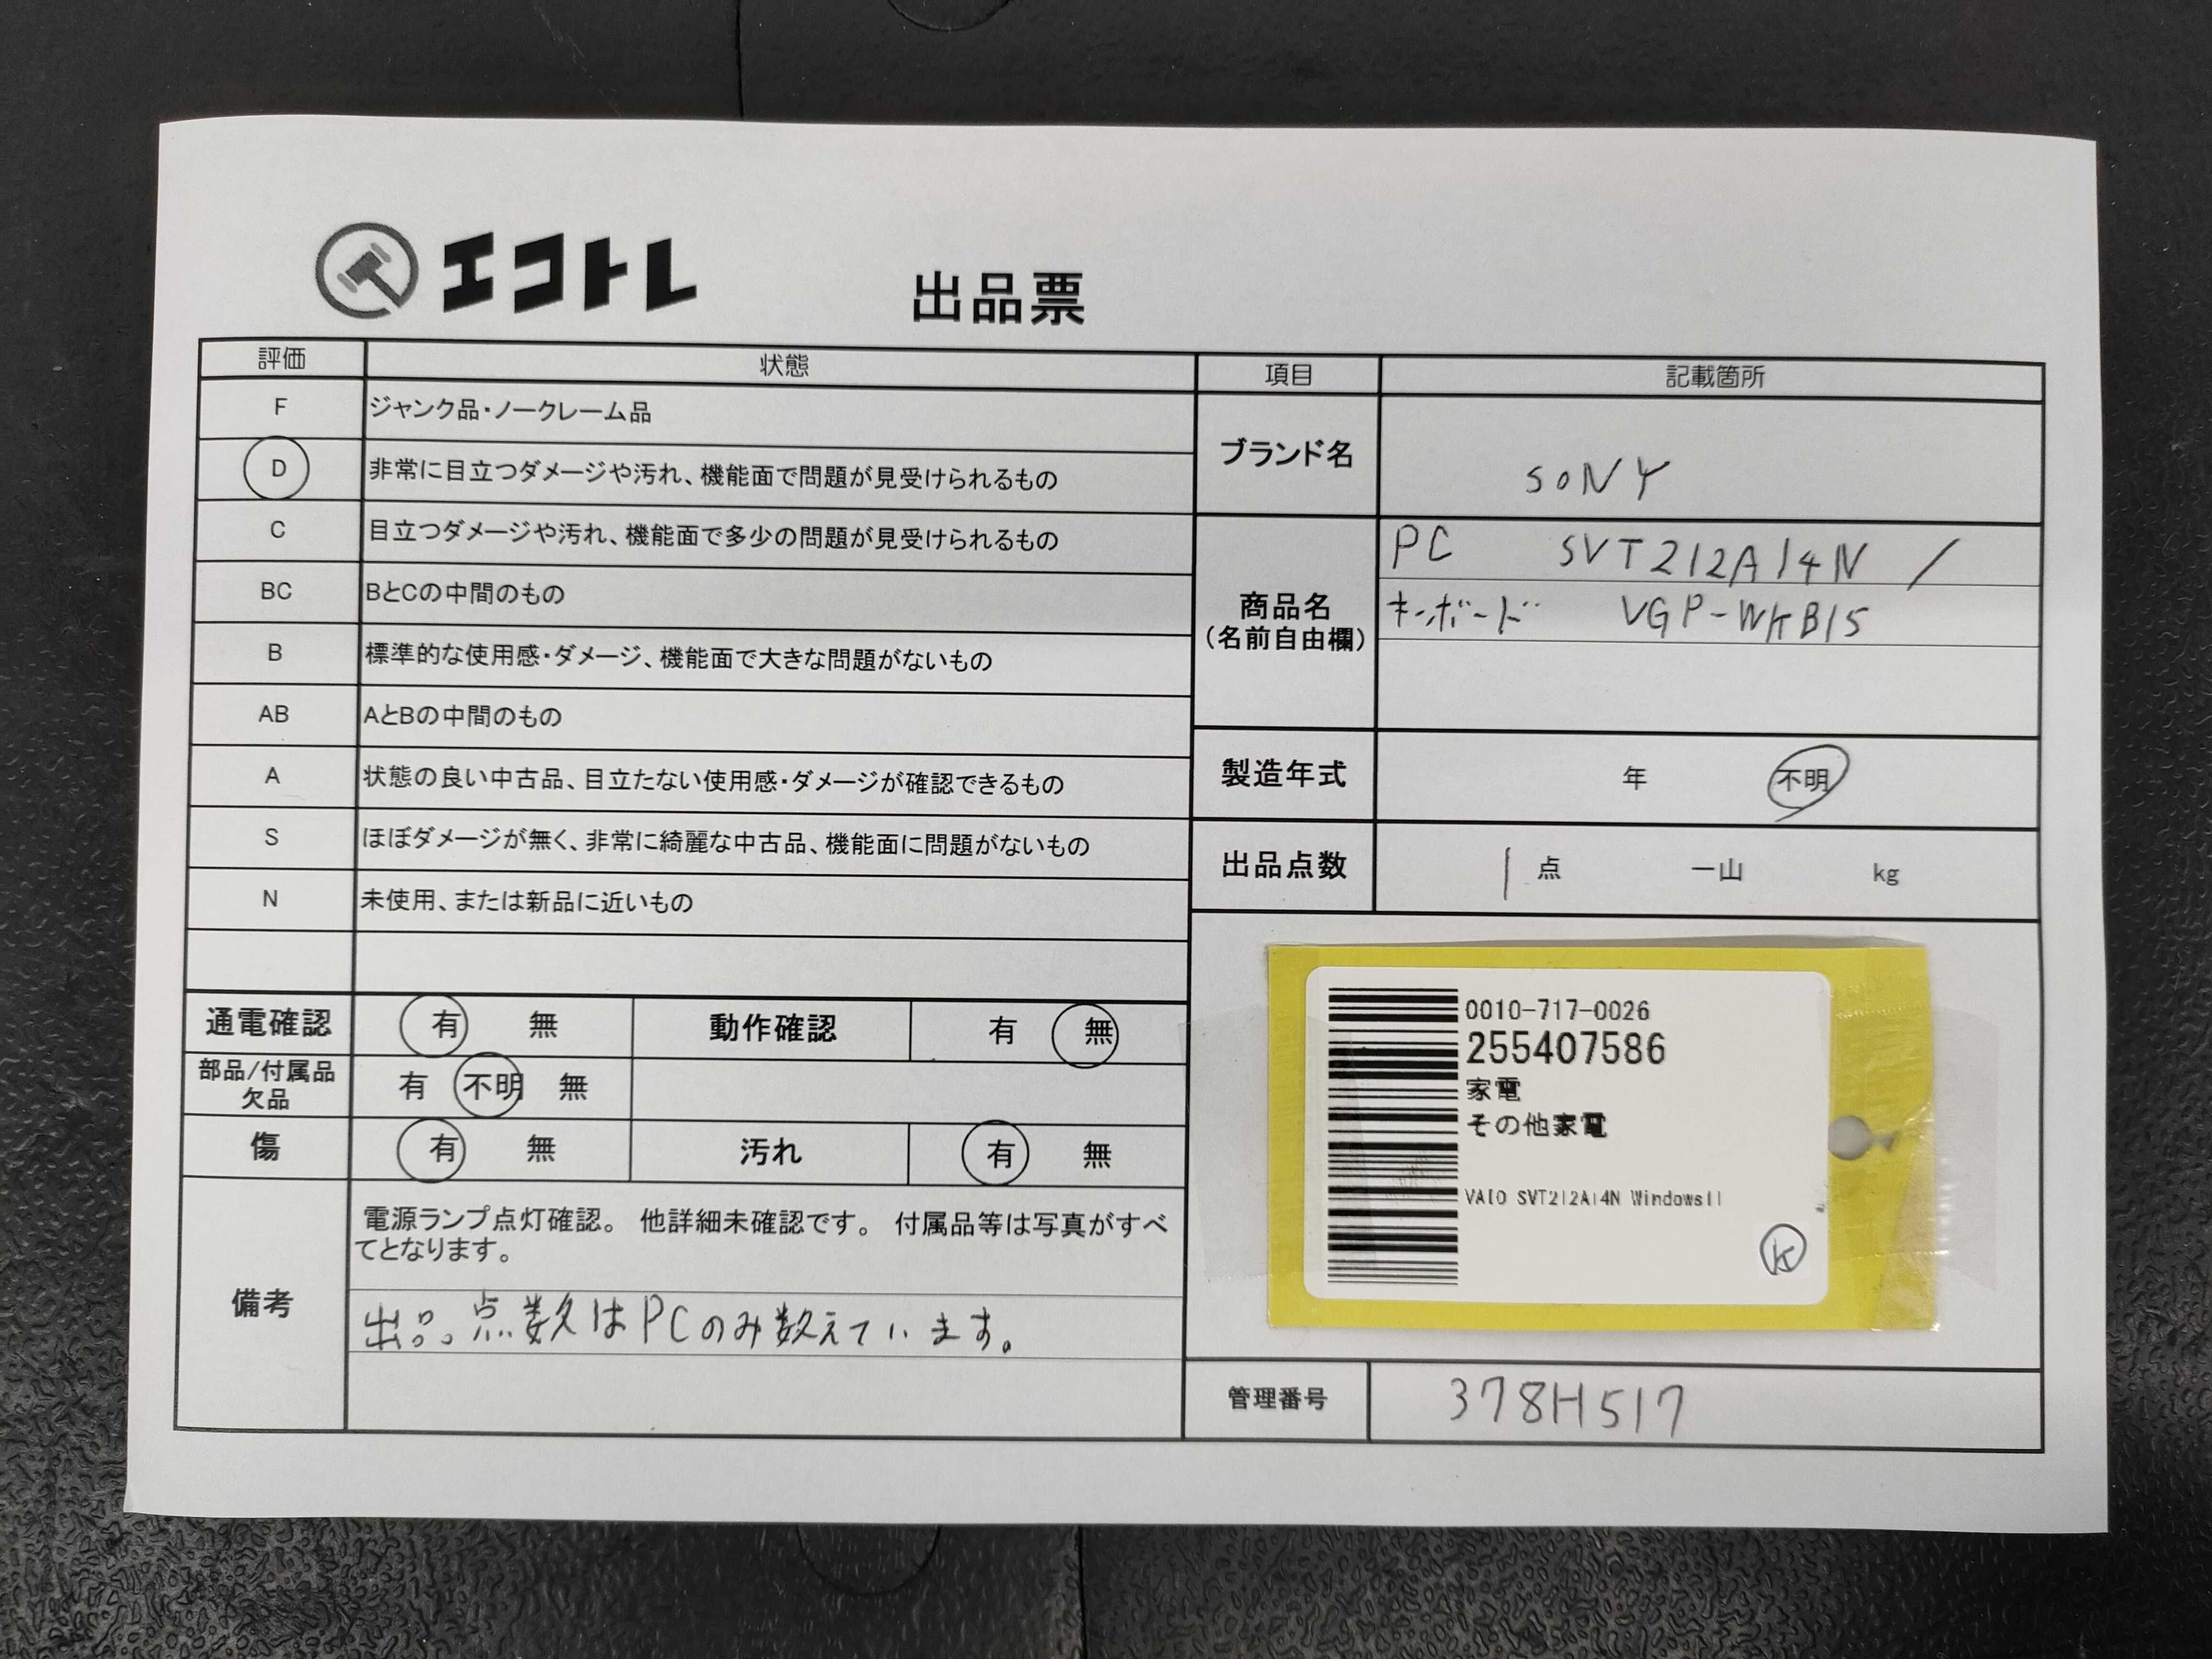 エコトレ
出品票
評価 状態
F ジャンク品・ノークレーム品
D 非常に目立つダメージや汚れ、機能面で問題が見受けられるもの
C 目立つダメージや汚れ、機能面で多少の問題が見受けられるもの
BC BとCの中間のもの
B 標準的な使用感・ダメージ、機能面で大きな問題がないもの
AB AとBの中間のもの
A 状態の良い中古品、目立たない使用感・ダメージが確認できるもの
S ほぼダメージが無く、非常に綺麗な中古品、機能面に問題がないもの
N 未使用、または新品に近いもの
通電確認 有 無 動作確認 有 無
部品/付属品
欠品
有 不明 無
傷 有 無 汚れ 有 無
備考
電源ランプ点灯確認。 他詳細未確認です。 付属品等は写真がすべ
てとなります。
出品点数はPCのみ数えています。
項目 記載箇所
ブランド名 SONY
商品名
(名前自由欄)
PC SVT212A14N /
キーボード VGP-WKB15
製造年式 年 不明
出品点数 1 点 一山 kg
0010-717-0026
255407586
家電
その他家電
VAIO SVT212A14N Windows11
K
管理番号 378H517